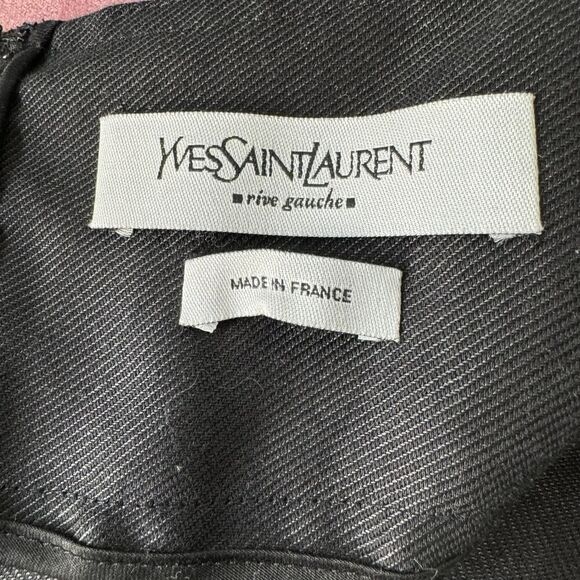 YVESSAINTLAURENT
▪ rive gauche ▪
MADE IN FRANCE